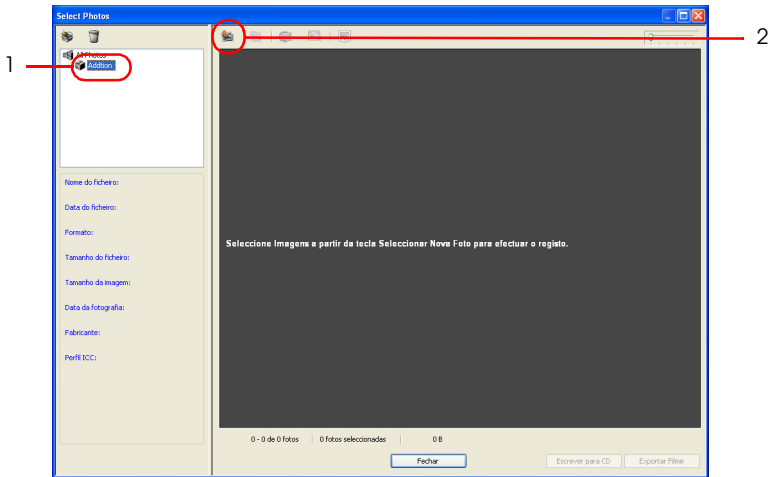 Select Photos
2
All Photos
1
Addtion
Nome do ficheiro:
Data do ficheiro:
Formato:
Seleccione Imagens a partir da tecla Seleccionar Nova Foto para efectuar o registo.
Tamanho do ficheiro:
Tamanho da imagem:
Data da fotografia:
Fabricante:
Perfil ICC:
0 - 0 de 0 fotos | 0 fotos seleccionadas | 0 B
Fechar Escrever para CD Exportar Filme